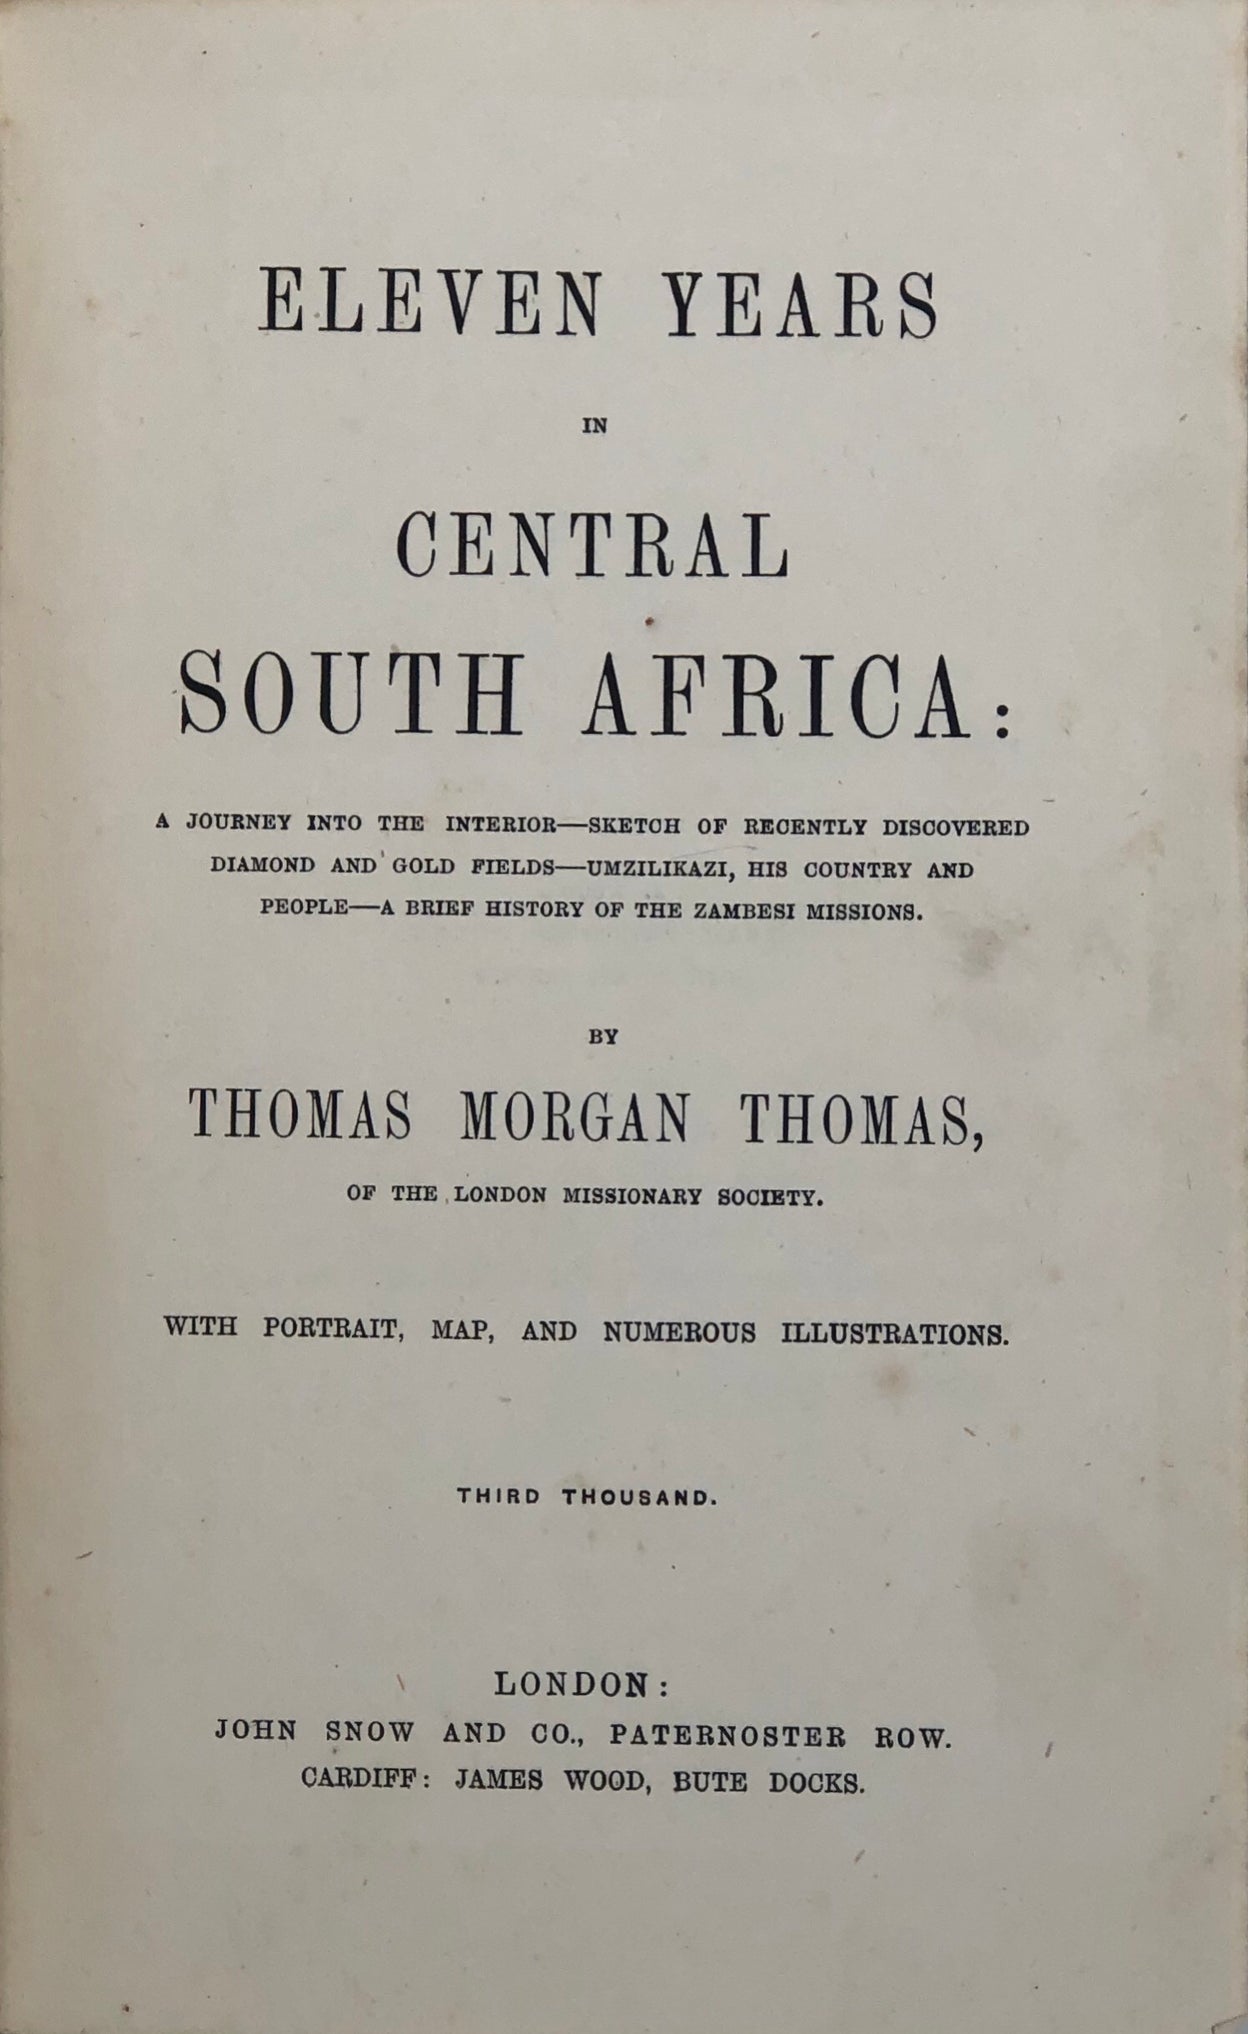 ELEVEN YEARS
IN
CENTRAL
SOUTH AFRICA:
A JOURNEY INTO THE INTERIOR—SKETCH OF RECENTLY DISCOVERED
DIAMOND AND GOLD FIELDS—UMZILIKAZI, HIS COUNTRY AND
PEOPLE—A BRIEF HISTORY OF THE ZAMBESI MISSIONS.
BY
THOMAS MORGAN THOMAS,
OF THE LONDON MISSIONARY SOCIETY.
WITH PORTRAIT, MAP, AND NUMEROUS ILLUSTRATIONS.
THIRD THOUSAND.
LONDON:
JOHN SNOW AND CO., PATERNOSTER ROW.
CARDIFF: JAMES WOOD, BUTE DOCKS.